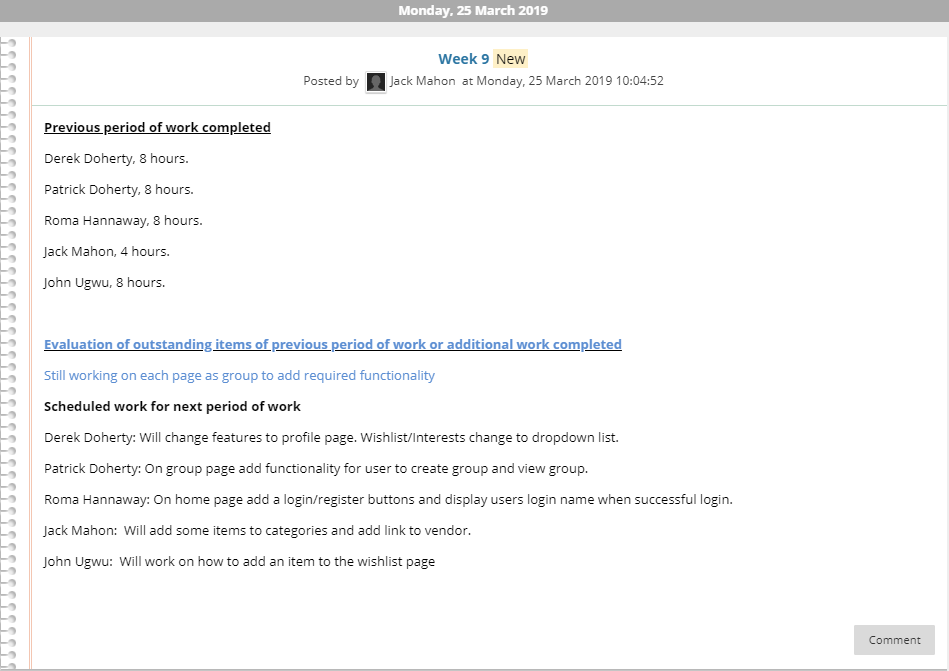 Monday, 25 March 2019
Week 9 New
Posted by Jack Mahon at Monday, 25 March 2019 10:04:52
Previous period of work completed
Derek Doherty, 8 hours.
Patrick Doherty, 8 hours.
Roma Hannaway, 8 hours.
Jack Mahon, 4 hours.
John Ugwu, 8 hours.
Evaluation of outstanding items of previous period of work or additional work completed
Still working on each page as group to add required functionality
Scheduled work for next period of work
Derek Doherty: Will change features to profile page. Wishlist/Interests change to dropdown list.
Patrick Doherty: On group page add functionality for user to create group and view group.
Roma Hannaway: On home page add a login/register buttons and display users login name when successful login.
Jack Mahon:  Will add some items to categories and add link to vendor.
John Ugwu:  Will work on how to add an item to the wishlist page
Comment